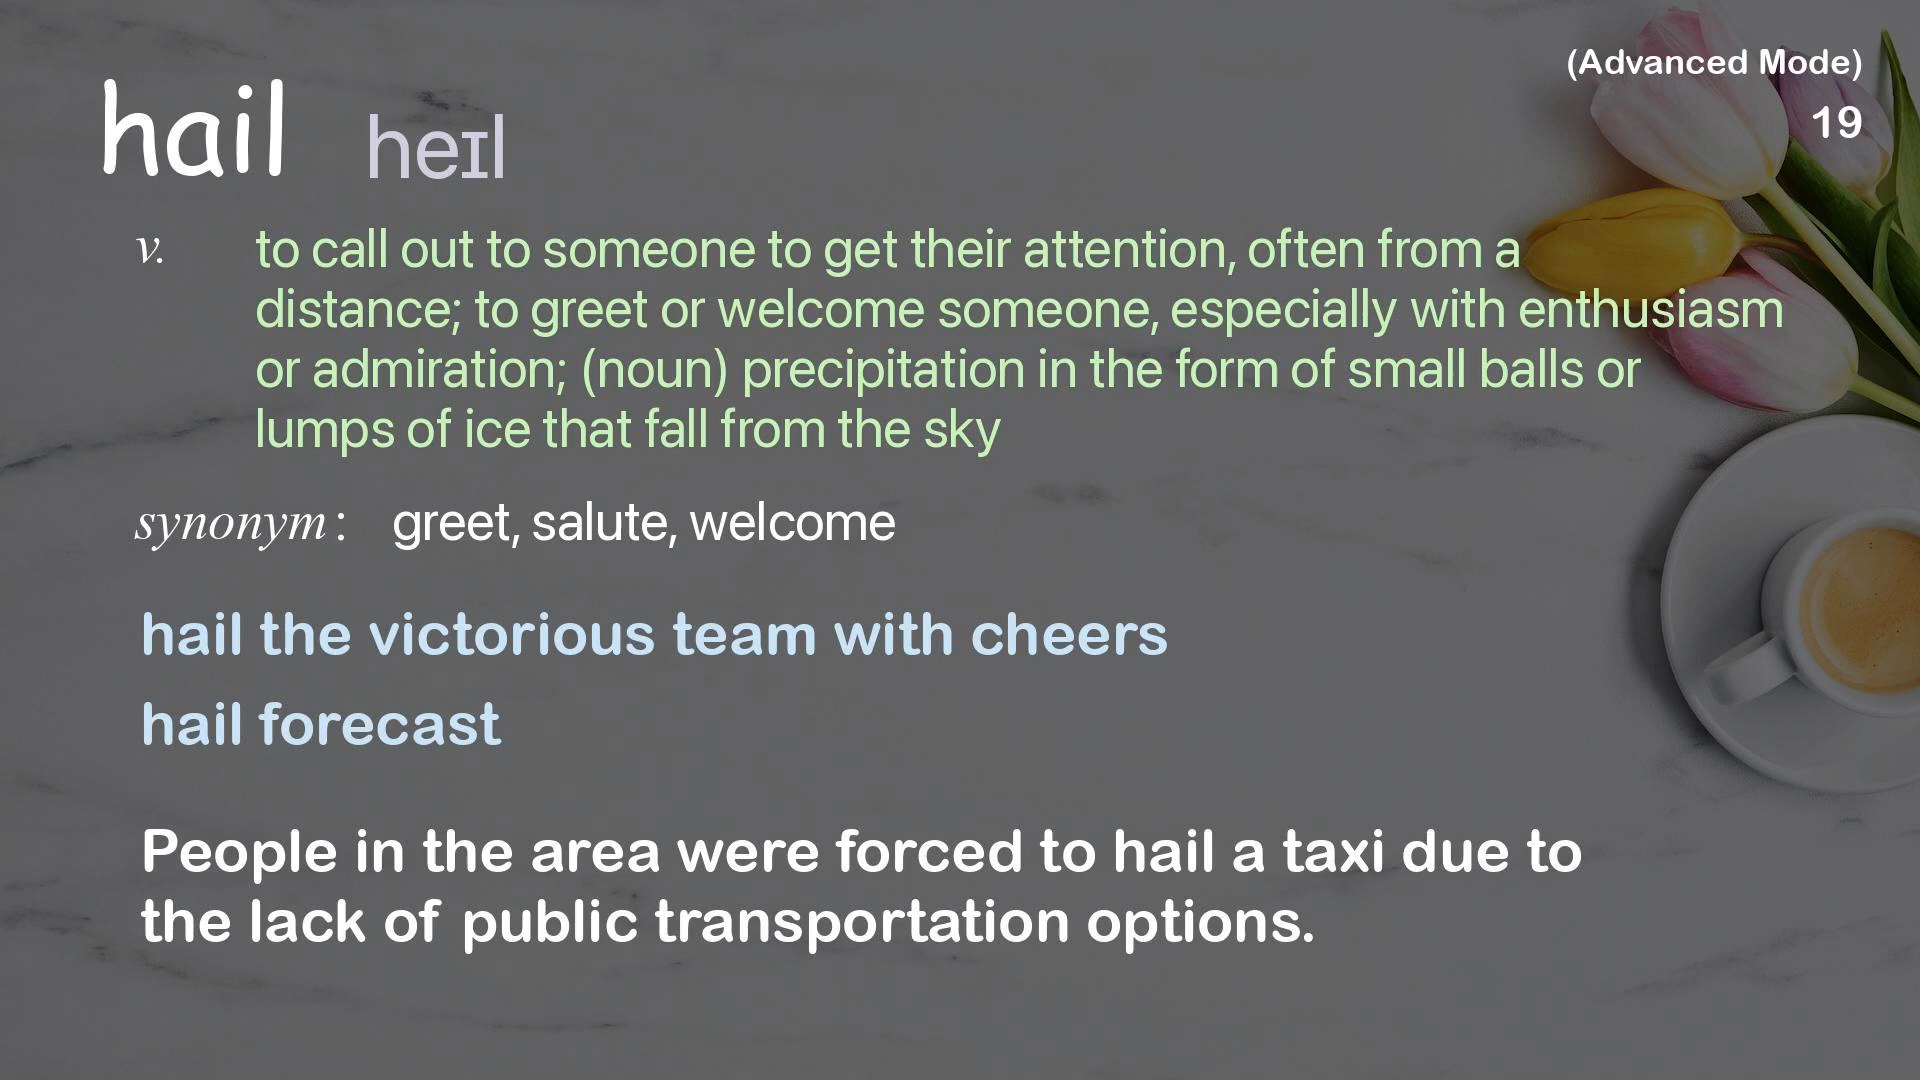 (Advanced Mode)
19
hail heɪl
v. to call out to someone to get their attention, often from a
distance; to greet or welcome someone, especially with enthusiasm
or admiration; (noun) precipitation in the form of small balls or
lumps of ice that fall from the sky
synonym: greet, salute, welcome
hail the victorious team with cheers
hail forecast
People in the area were forced to hail a taxi due to
the lack of public transportation options.